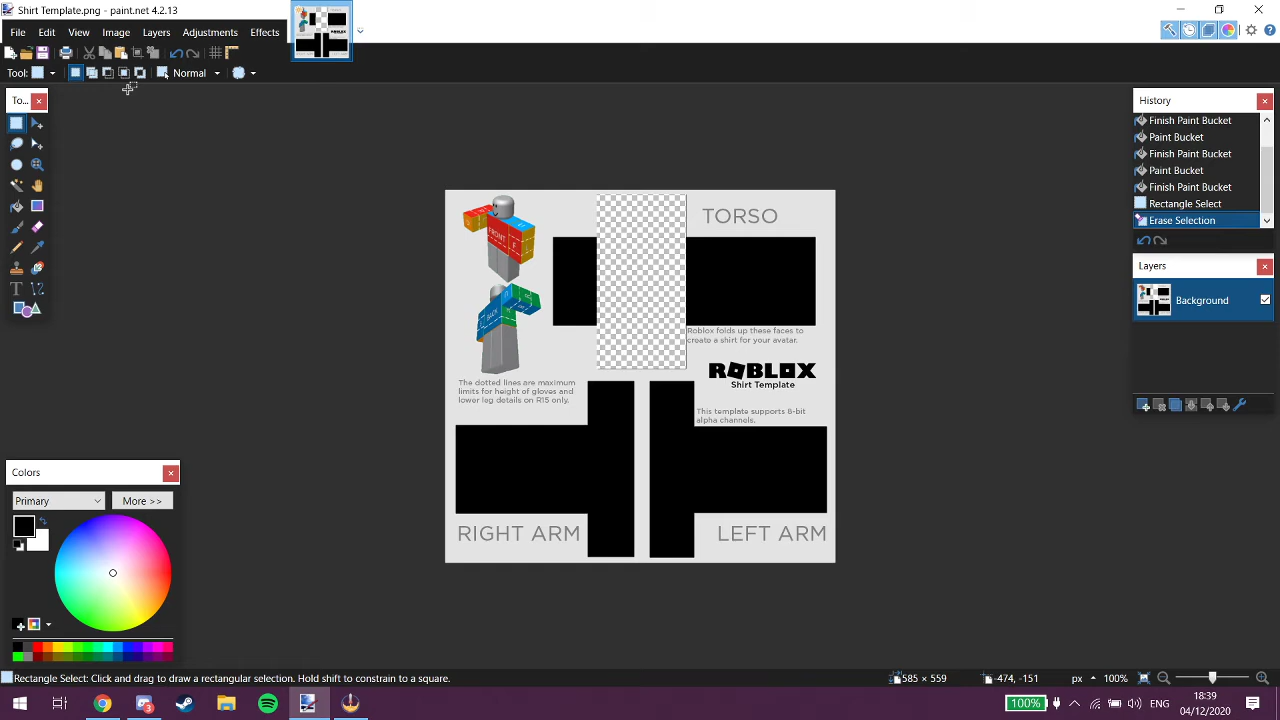 Shirt Template.png - paint.net 4.2.13
File Edit View Image Layers Adjustments Effects
Tool: Normal
To...
History
Finish Paint Bucket
Paint Bucket
Finish Paint Bucket
Paint Bucket
Finish Paint Bucket
Rectangle Select
Erase Selection
Layers
Background
TORSO
FRONT
BACK
Roblox folds up these faces to
create a shirt for your avatar.
ROBLOX
Shirt Template
The dotted lines are maximum
limits for height of gloves and
lower leg details on R15 only.
This template supports 8-bit
alpha channels.
RIGHT ARM
LEFT ARM
Colors
Primary
More >>
Rectangle Select: Click and drag to draw a rectangular selection. Hold shift to constrain to a square.
585 × 559
-474, -151
px
100%
3
100%
ENG
18:39
04/12/2020